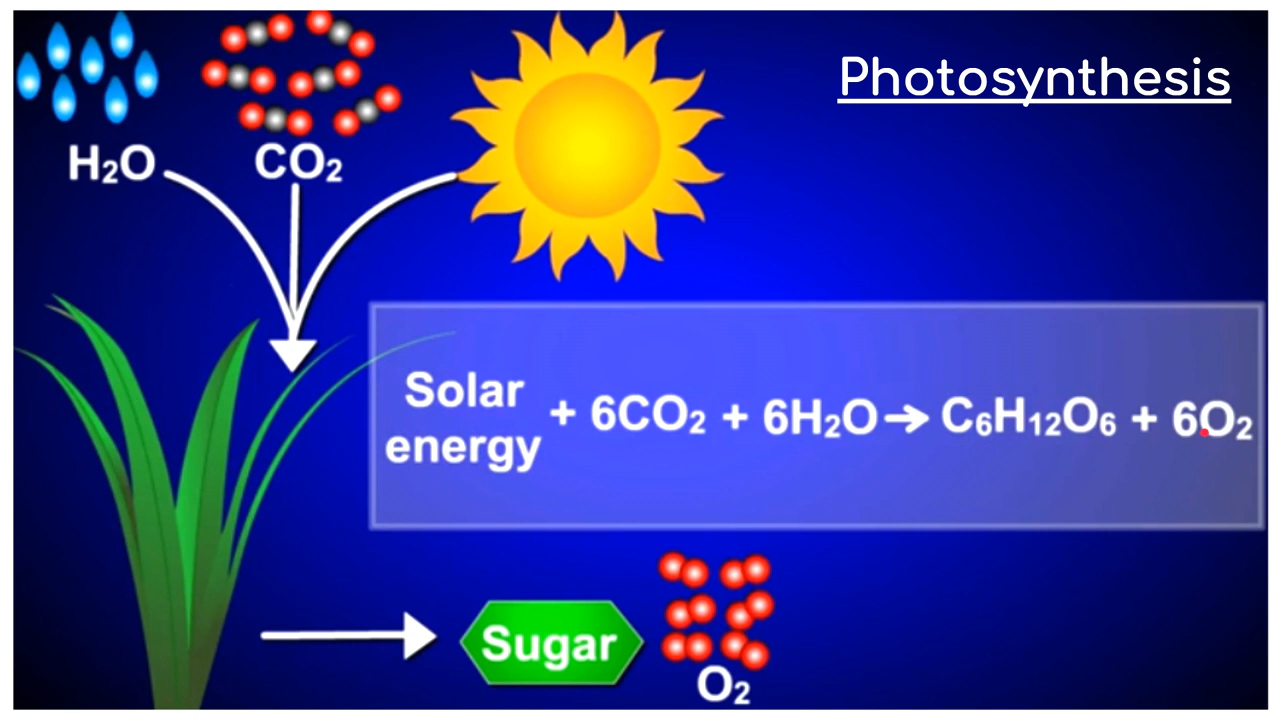 Photosynthesis
H₂O
CO₂
Solar energy + 6CO₂ + 6H₂O → C₆H₁₂O₆ + 6O₂
Sugar
O₂